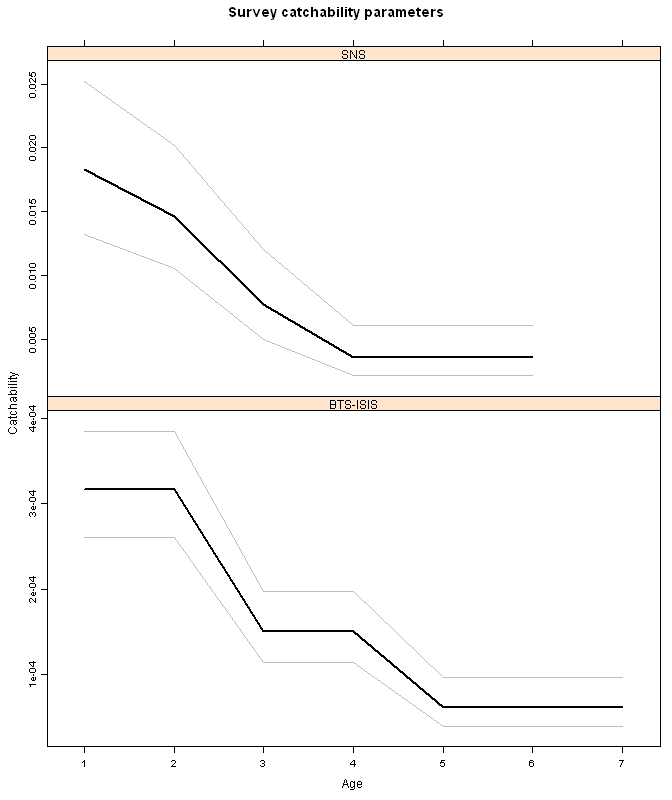 Survey catchability parameters
SNS
0.025
0.020
0.015
0.010
0.005
Catchability
BTS-ISIS
4e-04
3e-04
2e-04
1e-04
1 2 3 4 5 6 7
Age